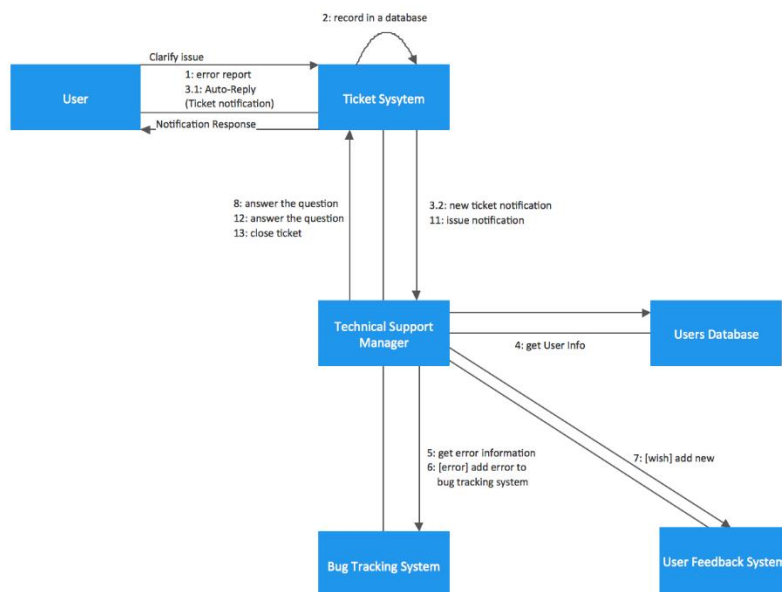 2: record in a database
Clarify issue
User
1: error report
3.1: Auto-Reply
(Ticket notification)
Ticket Sysytem
Notification Response
8: answer the question
12: answer the question
13: close ticket
3.2: new ticket notification
11: issue notification
Technical Support
Manager
Users Database
4: get User Info
5: get error information
6: [error] add error to
bug tracking system
7: [wish] add new
Bug Tracking System
User Feedback System